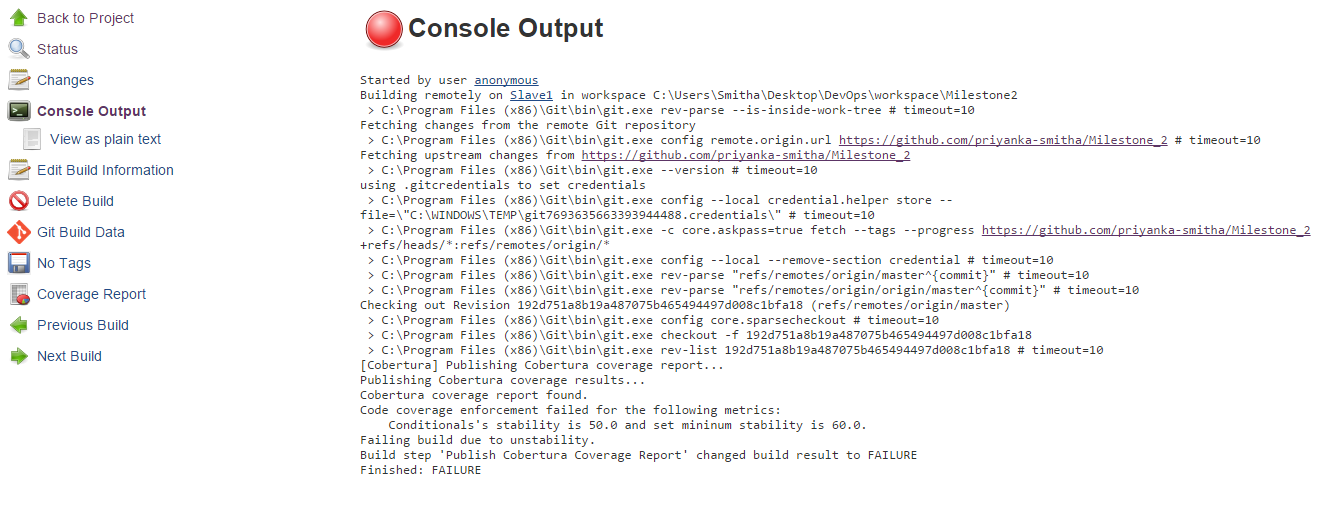 Back to Project
Status
Changes
Console Output
View as plain text
Edit Build Information
Delete Build
Git Build Data
No Tags
Coverage Report
Previous Build
Next Build
Console Output
Started by user anonymous
Building remotely on Slave1 in workspace C:\Users\Smitha\Desktop\DevOps\workspace\Milestone2
> C:\Program Files (x86)\Git\bin\git.exe rev-parse --is-inside-work-tree # timeout=10
Fetching changes from the remote Git repository
> C:\Program Files (x86)\Git\bin\git.exe config remote.origin.url https://github.com/priyanka-smitha/Milestone_2 # timeout=10
Fetching upstream changes from https://github.com/priyanka-smitha/Milestone_2
> C:\Program Files (x86)\Git\bin\git.exe --version # timeout=10
using .gitcredentials to set credentials
> C:\Program Files (x86)\Git\bin\git.exe config --local credential.helper store --
file=\"C:\WINDOWS\TEMP\git7693635663393944488.credentials\" # timeout=10
> C:\Program Files (x86)\Git\bin\git.exe -c core.askpass=true fetch --tags --progress https://github.com/priyanka-smitha/Milestone_2
+refs/heads/*:refs/remotes/origin/*
> C:\Program Files (x86)\Git\bin\git.exe config --local --remove-section credential # timeout=10
> C:\Program Files (x86)\Git\bin\git.exe rev-parse "refs/remotes/origin/master^{commit}" # timeout=10
> C:\Program Files (x86)\Git\bin\git.exe rev-parse "refs/remotes/origin/origin/master^{commit}" # timeout=10
Checking out Revision 192d751a8b19a487075b465494497d008c1bfa18 (refs/remotes/origin/master)
> C:\Program Files (x86)\Git\bin\git.exe config core.sparsecheckout # timeout=10
> C:\Program Files (x86)\Git\bin\git.exe checkout -f 192d751a8b19a487075b465494497d008c1bfa18
> C:\Program Files (x86)\Git\bin\git.exe rev-list 192d751a8b19a487075b465494497d008c1bfa18 # timeout=10
[Cobertura] Publishing Cobertura coverage report...
Publishing Cobertura coverage results...
Cobertura coverage report found.
Code coverage enforcement failed for the following metrics:
Conditionals's stability is 50.0 and set mininum stability is 60.0.
Failing build due to unstability.
Build step 'Publish Cobertura Coverage Report' changed build result to FAILURE
Finished: FAILURE